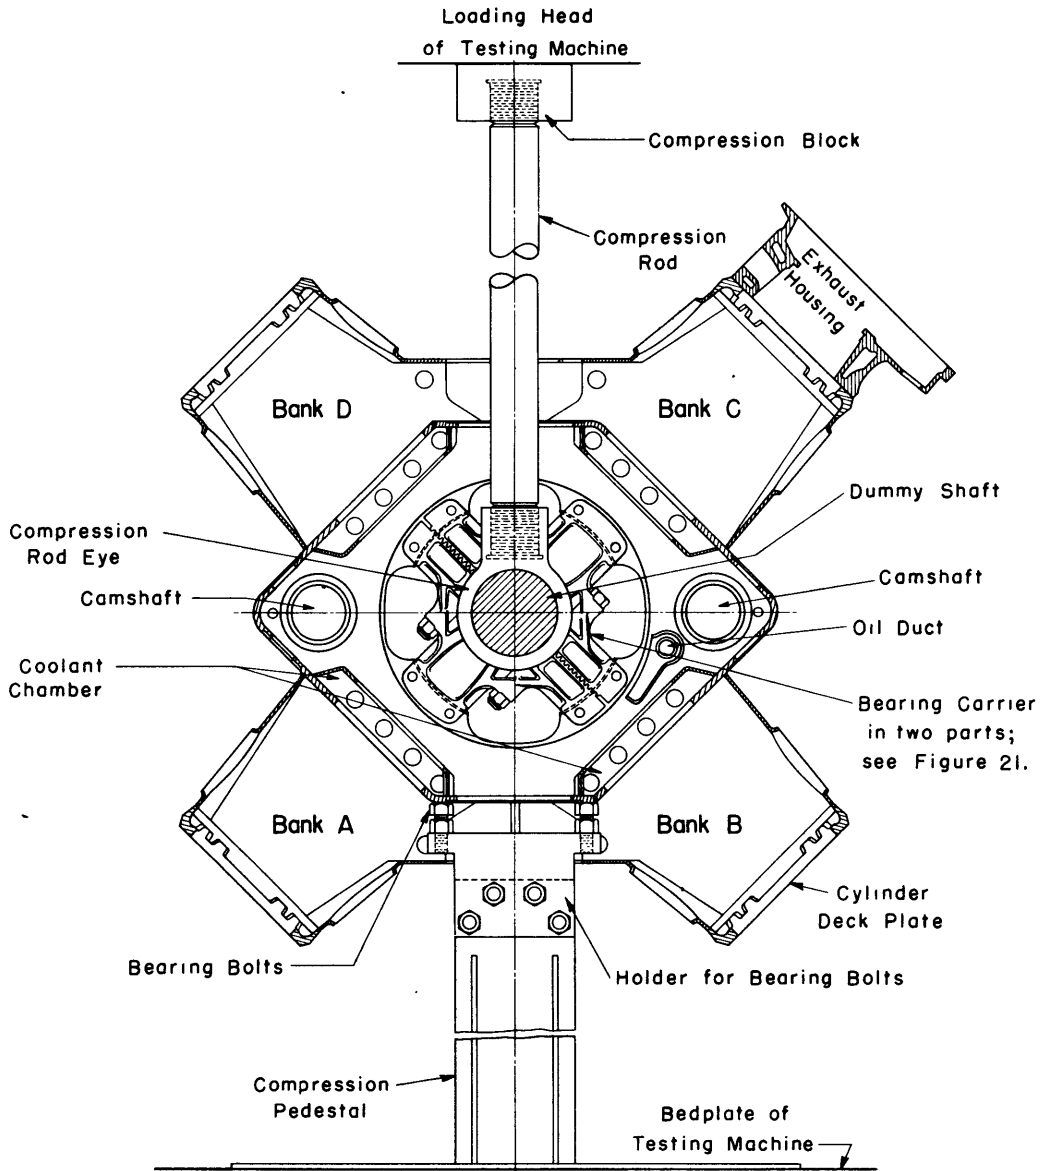 Loading Head
of Testing Machine
Compression Block
Compression
Rod
Exhaust
Housing
Bank D
Bank C
Dummy Shaft
Compression
Rod Eye
Camshaft
Camshaft
Oil Duct
Coolant
Chamber
Bearing Carrier
in two parts;
see Figure 21.
Bank A
Bank B
Cylinder
Deck Plate
Bearing Bolts
Holder for Bearing Bolts
Compression
Pedestal
Bedplate of
Testing Machine